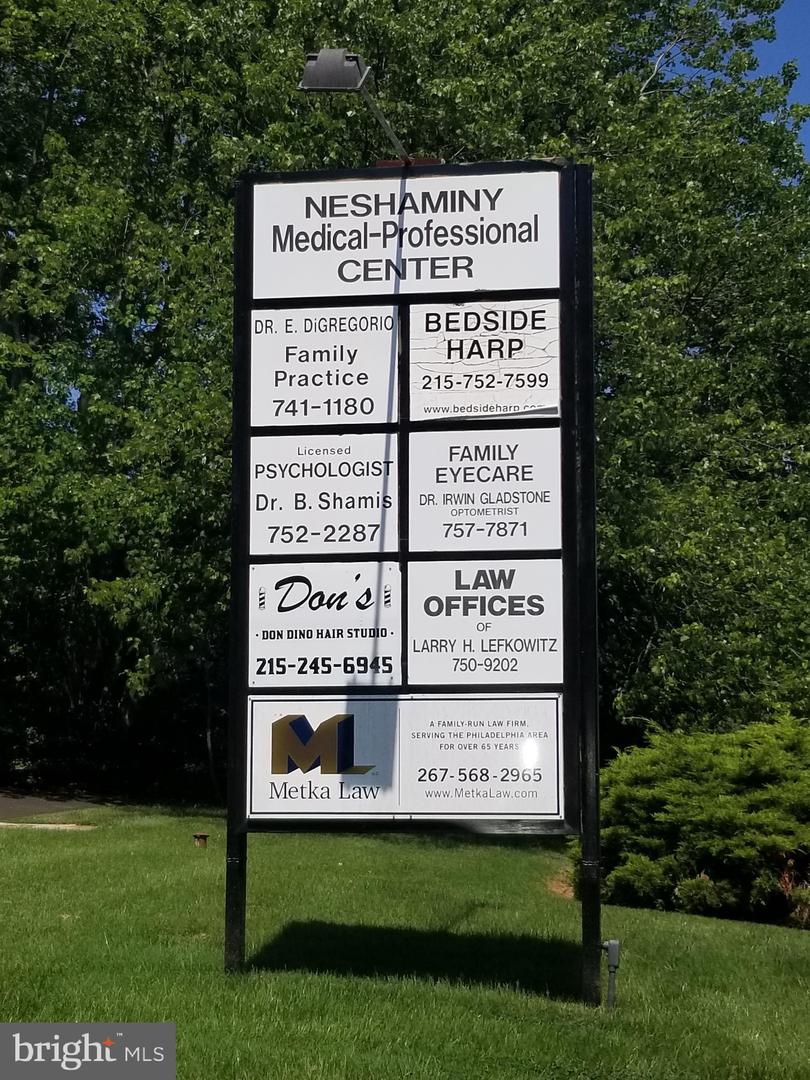 NESHAMINY
Medical-Professional
CENTER
DR. E. DiGREGORIO
Family
Practice
741-1180
BEDSIDE
HARP
215-752-7599
www.bedsideharp.com
Licensed
PSYCHOLOGIST
Dr. B. Shamis
752-2287
FAMILY
EYECARE
DR. IRWIN GLADSTONE
OPTOMETRIST
757-7871
Don's
· DON DINO HAIR STUDIO ·
215-245-6945
LAW
OFFICES
OF
LARRY H. LEFKOWITZ
750-9202
ML
Metka Law
A FAMILY-RUN LAW FIRM,
SERVING THE PHILADELPHIA AREA
FOR OVER 65 YEARS
267-568-2965
www.MetkaLaw.com
bright™ MLS